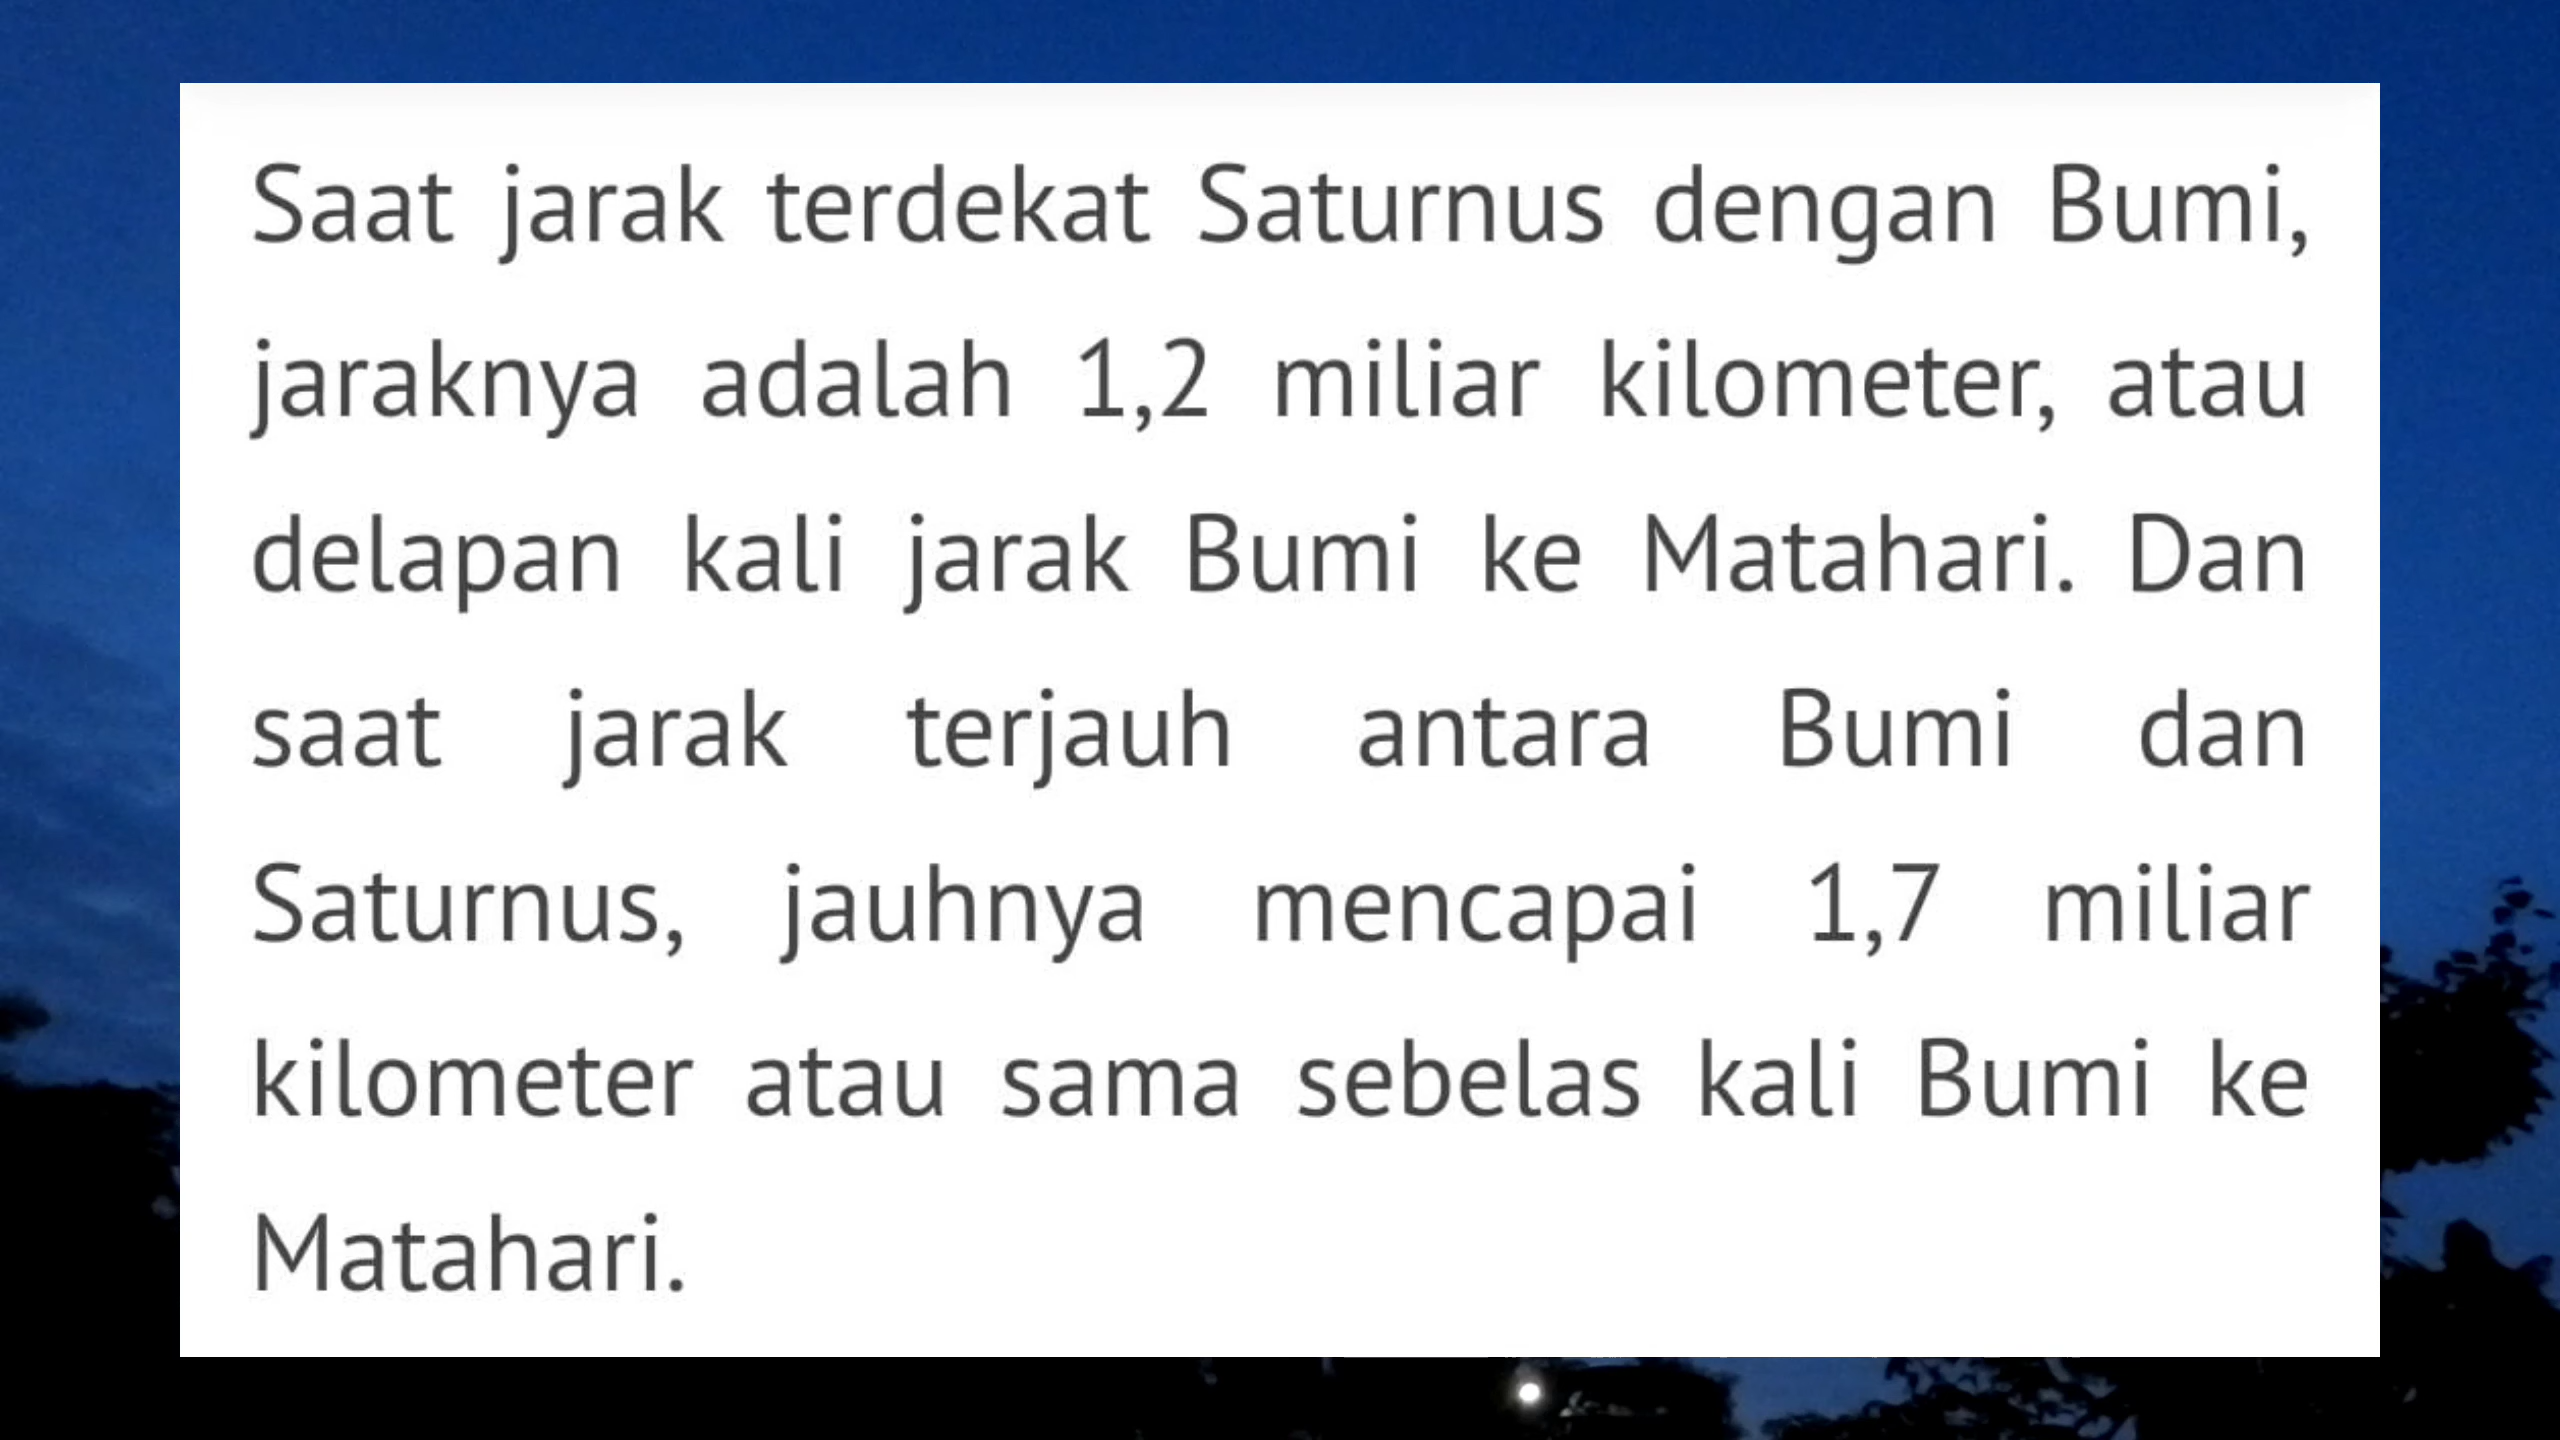 Saat jarak terdekat Saturnus dengan Bumi,
jaraknya adalah 1,2 miliar kilometer, atau
delapan kali jarak Bumi ke Matahari. Dan
saat jarak terjauh antara Bumi dan
Saturnus, jauhnya mencapai 1,7 miliar
kilometer atau sama sebelas kali Bumi ke
Matahari.